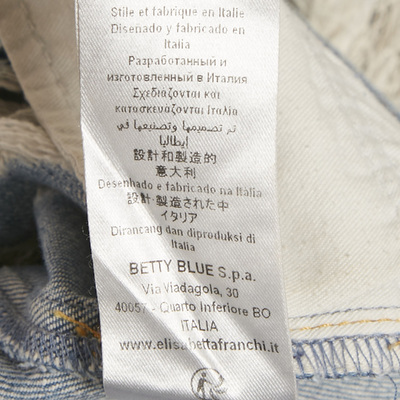 Stile et fabrique en Italie
Diseñado y fabricado en
Italia
Разработанный и
изготовленный в Италия
Σχεδιάζονται και
κατασκευάζονται Ιταλία
تم تصميمها وتصنيعها في
إيطاليا
設計和製造的
意大利
Desenhado e fabricado na Itália
設計·製造された中
イタリア
Dirancang dan diproduksi di
Italia
BETTY BLUE S.p.a.
Via Viadagola, 30
40057 - Quarto Inferiore BO
ITALIA
www.elisabettafranchi.it